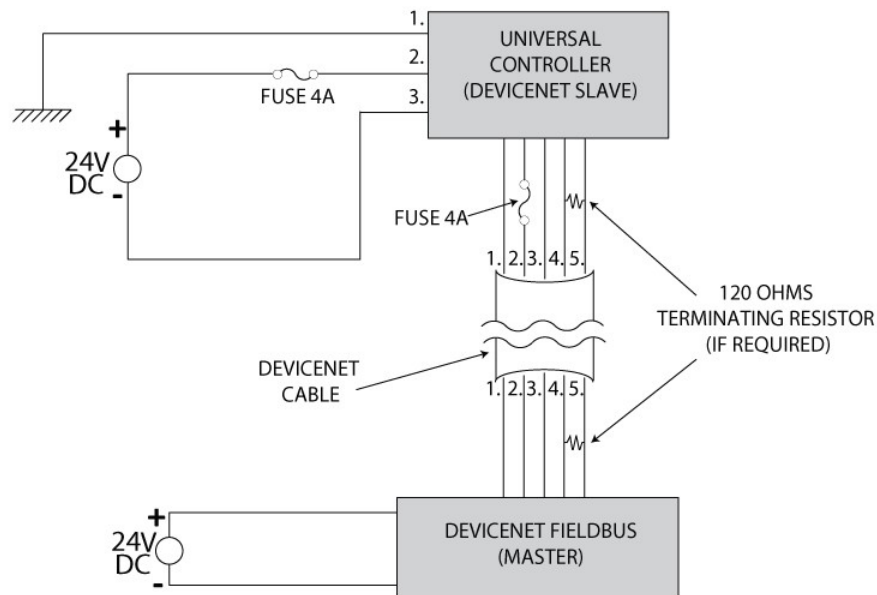 1.
2.
3.
UNIVERSAL
CONTROLLER
(DEVICENET SLAVE)
FUSE 4A
+
24V
DC
-
FUSE 4A
1. 2. 3. 4. 5.
120 OHMS
TERMINATING RESISTOR
(IF REQUIRED)
DEVICENET
CABLE
1. 2. 3. 4. 5.
+
24V
DC
-
DEVICENET FIELDBUS
(MASTER)